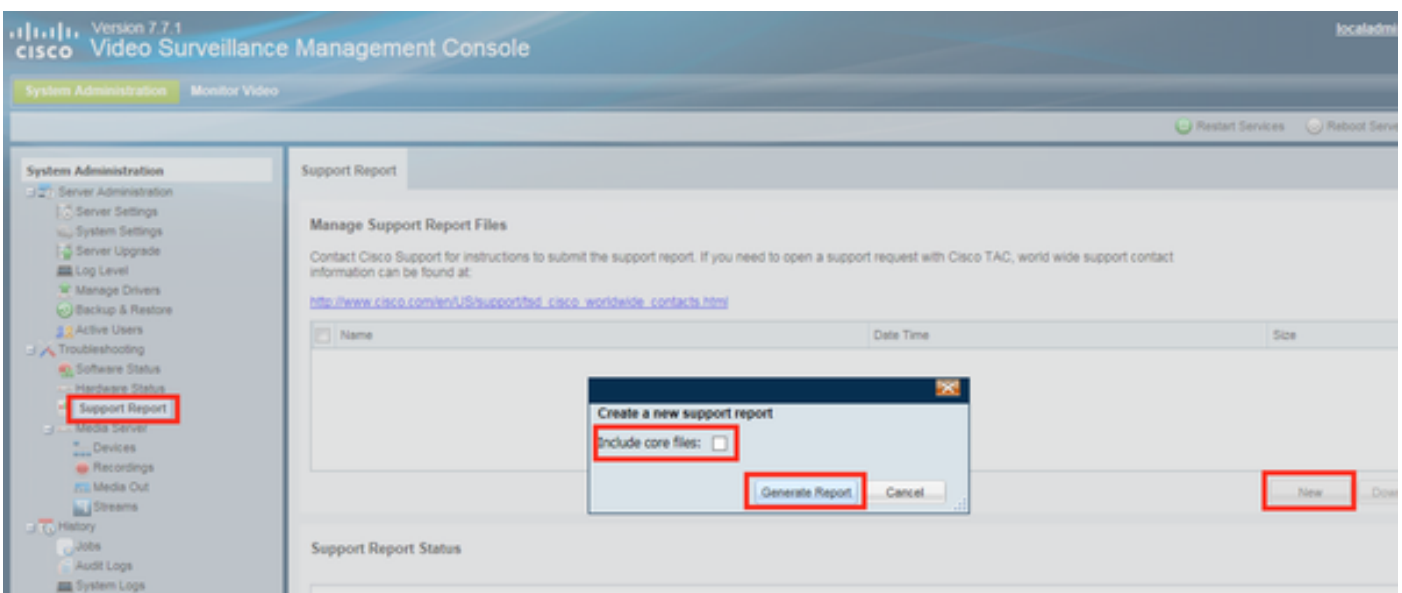 Version 7.7.1
CISCO Video Surveillance Management Console
localadmi
System Administration Monitor Video
Restart Services Reboot Serve
System Administration
Server Administration
Server Settings
System Settings
Server Upgrade
Log Level
Manage Drivers
Backup & Restore
Active Users
Troubleshooting
Software Status
Hardware Status
Support Report
Media Server
Devices
Recordings
Media Out
Streams
History
Jobs
Audit Logs
System Logs
Support Report
Manage Support Report Files
Contact Cisco Support for instructions to submit the support report. If you need to open a support request with Cisco TAC, world wide support contact
information can be found at:
http://www.cisco.com/en/US/support/tsd_cisco_worldwide_contacts.html
Name Date Time Size
Create a new support report
Include core files:
Generate Report Cancel
New Down
Support Report Status